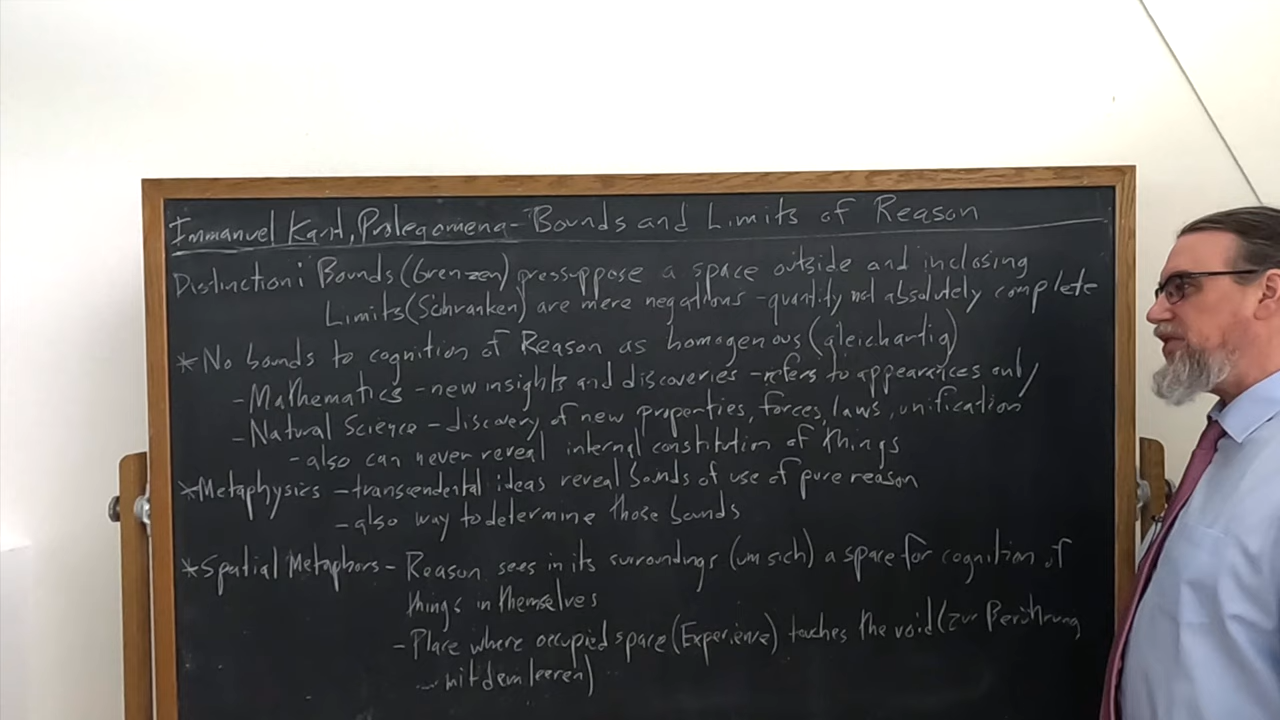 Immanuel Kant, Prolegomena - Bounds and Limits of Reason
Distinction: Bounds (Grenzen) pressuppose a space outside and inclosing
Limits (Schranken) are mere negations - quantity not absolutely complete
* No bounds to cognition of Reason as homogenous (gleichartig)
- Mathematics - new insights and discoveries - refers to appearances only
- Natural Science - discovery of new properties, forces, laws, unification
- also can never reveal internal constitution of things
* Metaphysics - transcendental ideas reveal bounds of use of pure reason
- also way to determine those bounds
* Spatial Metaphors - Reason sees in its surroundings (um sich) a space for cognition of
things in themselves
- Place where occupied space (Experience) touches the void (zur Berührung
... mit dem leeren)